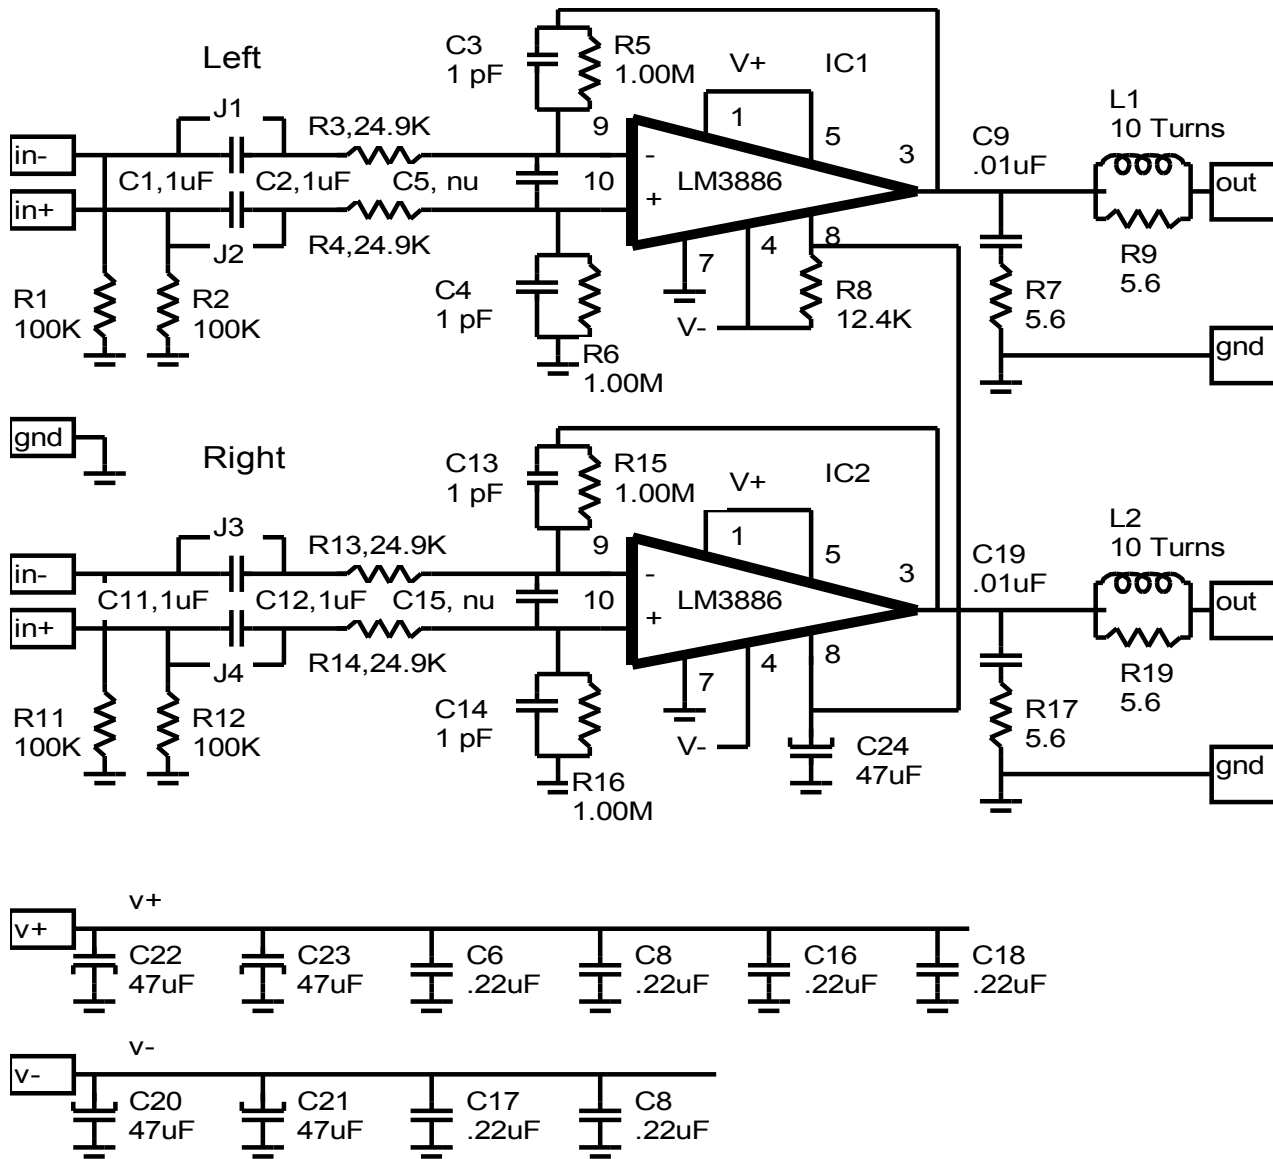 Left
C3
1 pF
R5
1.00M
V+
IC1
J1
R3,24.9K
9
1
5
3
C9
.01uF
L1
10 Turns
in-
in+
C1,1uF
C2,1uF
C5, nu
10
-
+
LM3886
out
J2
R4,24.9K
4
8
7
R9
5.6
R1
100K
R2
100K
C4
1 pF
V-
R8
12.4K
R7
5.6
R6
1.00M
gnd
gnd
Right
C13
1 pF
R15
1.00M
V+
IC2
J3
R13,24.9K
9
1
5
3
C19
.01uF
L2
10 Turns
in-
in+
C11,1uF
C12,1uF
C15, nu
10
-
+
LM3886
out
J4
R14,24.9K
4
8
7
R19
5.6
R11
100K
R12
100K
C14
1 pF
V-
C24
47uF
R17
5.6
R16
1.00M
gnd
v+
v+
C22
47uF
C23
47uF
C6
.22uF
C8
.22uF
C16
.22uF
C18
.22uF
v-
v-
C20
47uF
C21
47uF
C17
.22uF
C8
.22uF